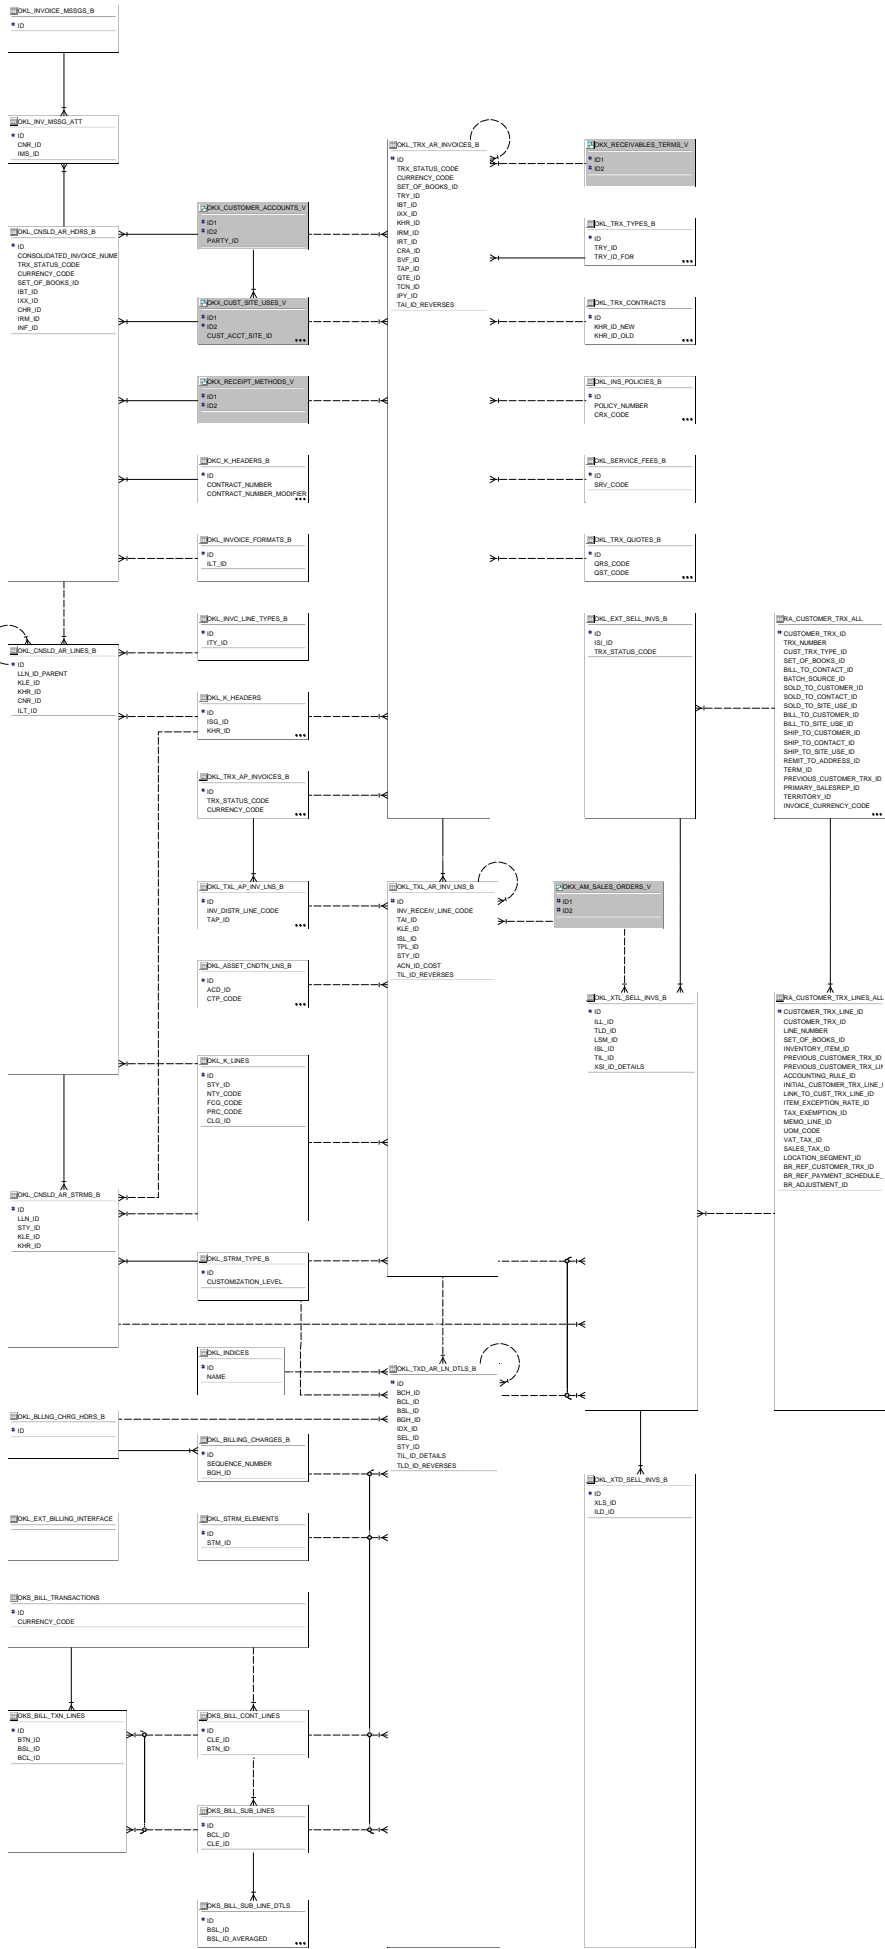 OKL_INVOICE_MSSGS_B
# ID
OKL_INV_MSSG_ATT
# ID
CNR_ID
IMS_ID
OKL_CNSLD_AR_HDRS_B
# ID
CONSOLIDATED_INVOICE_NUMB
TRX_STATUS_CODE
CURRENCY_CODE
SET_OF_BOOKS_ID
IBT_ID
IXX_ID
CHR_ID
IRM_ID
INF_ID
OKL_CNSLD_AR_LINES_B
# ID
LLN_ID_PARENT
KLE_ID
KHR_ID
CNR_ID
ILT_ID
OKL_CNSLD_AR_STRMS_B
# ID
LLN_ID
STY_ID
KLE_ID
KHR_ID
OKL_BLLNG_CHRG_HDRS_B
# ID
OKL_EXT_BILLING_INTERFACE
OKS_BILL_TRANSACTIONS
# ID
CURRENCY_CODE
OKS_BILL_TXN_LINES
# ID
BTN_ID
BSL_ID
BCL_ID
OKX_CUSTOMER_ACCOUNTS_V
# ID1
# ID2
PARTY_ID
OKX_CUST_SITE_USES_V
# ID1
# ID2
CUST_ACCT_SITE_ID
OKX_RECEIPT_METHODS_V
# ID1
# ID2
OKC_K_HEADERS_B
# ID
CONTRACT_NUMBER
CONTRACT_NUMBER_MODIFIER
OKL_INVOICE_FORMATS_B
# ID
ILT_ID
OKL_INVC_LINE_TYPES_B
# ID
ITY_ID
OKL_K_HEADERS
# ID
ISG_ID
KHR_ID
OKL_TRX_AP_INVOICES_B
# ID
TRX_STATUS_CODE
CURRENCY_CODE
OKL_TXL_AP_INV_LNS_B
# ID
INV_DISTR_LINE_CODE
TAP_ID
OKL_ASSET_CNDTN_LNS_B
# ID
ACD_ID
CTP_CODE
OKL_K_LINES
# ID
STY_ID
NTY_CODE
FCG_CODE
PRC_CODE
CLG_ID
OKL_STRM_TYPE_B
# ID
CUSTOMIZATION_LEVEL
OKL_INDICES
# ID
NAME
OKL_BILLING_CHARGES_B
# ID
SEQUENCE_NUMBER
BGH_ID
OKL_STRM_ELEMENTS
# ID
STM_ID
OKS_BILL_CONT_LINES
# ID
CLE_ID
BTN_ID
OKS_BILL_SUB_LINES
# ID
BCL_ID
CLE_ID
OKS_BILL_SUB_LINE_DTLS
# ID
BSL_ID
BSL_ID_AVERAGED
OKL_TRX_AR_INVOICES_B
# ID
TRX_STATUS_CODE
CURRENCY_CODE
SET_OF_BOOKS_ID
TRY_ID
IBT_ID
IXX_ID
KHR_ID
IRM_ID
IRT_ID
CRA_ID
SVF_ID
TAP_ID
QTE_ID
TCN_ID
IPY_ID
TAI_ID_REVERSES
OKL_TXL_AR_INV_LNS_B
# ID
INV_RECEIV_LINE_CODE
TAI_ID
KLE_ID
ISL_ID
TPL_ID
STY_ID
ACN_ID_COST
TIL_ID_REVERSES
OKL_TXD_AR_LN_DTLS_B
# ID
BCH_ID
BCL_ID
BSL_ID
BGH_ID
IDX_ID
SEL_ID
STY_ID
TIL_ID_DETAILS
TLD_ID_REVERSES
OKX_RECEIVABLES_TERMS_V
# ID1
# ID2
OKL_TRX_TYPES_B
# ID
TRY_ID
TRY_ID_FOR
OKL_TRX_CONTRACTS
# ID
KHR_ID_NEW
KHR_ID_OLD
OKL_INS_POLICIES_B
# ID
POLICY_NUMBER
CRX_CODE
OKL_SERVICE_FEES_B
# ID
SRV_CODE
OKL_TRX_QUOTES_B
# ID
QRS_CODE
QST_CODE
OKL_EXT_SELL_INVS_B
# ID
ISI_ID
TRX_STATUS_CODE
OKX_AM_SALES_ORDERS_V
# ID1
# ID2
OKL_XTL_SELL_INVS_B
# ID
ILL_ID
TLD_ID
LSM_ID
ISL_ID
TIL_ID
XSI_ID_DETAILS
OKL_XTD_SELL_INVS_B
# ID
XLS_ID
ILD_ID
RA_CUSTOMER_TRX_ALL
# CUSTOMER_TRX_ID
TRX_NUMBER
CUST_TRX_TYPE_ID
SET_OF_BOOKS_ID
BILL_TO_CONTACT_ID
BATCH_SOURCE_ID
SOLD_TO_CUSTOMER_ID
SOLD_TO_CONTACT_ID
SOLD_TO_SITE_USE_ID
BILL_TO_CUSTOMER_ID
BILL_TO_SITE_USE_ID
SHIP_TO_CUSTOMER_ID
SHIP_TO_CONTACT_ID
SHIP_TO_SITE_USE_ID
REMIT_TO_ADDRESS_ID
TERM_ID
PREVIOUS_CUSTOMER_TRX_ID
PRIMARY_SALESREP_ID
TERRITORY_ID
INVOICE_CURRENCY_CODE
RA_CUSTOMER_TRX_LINES_ALL
# CUSTOMER_TRX_LINE_ID
CUSTOMER_TRX_ID
LINE_NUMBER
SET_OF_BOOKS_ID
INVENTORY_ITEM_ID
PREVIOUS_CUSTOMER_TRX_ID
PREVIOUS_CUSTOMER_TRX_LIN
ACCOUNTING_RULE_ID
INITIAL_CUSTOMER_TRX_LINE_I
LINK_TO_CUST_TRX_LINE_ID
ITEM_EXCEPTION_RATE_ID
TAX_EXEMPTION_ID
MEMO_LINE_ID
UOM_CODE
VAT_TAX_ID
SALES_TAX_ID
LOCATION_SEGMENT_ID
BR_REF_CUSTOMER_TRX_ID
BR_REF_PAYMENT_SCHEDULE_
BR_ADJUSTMENT_ID